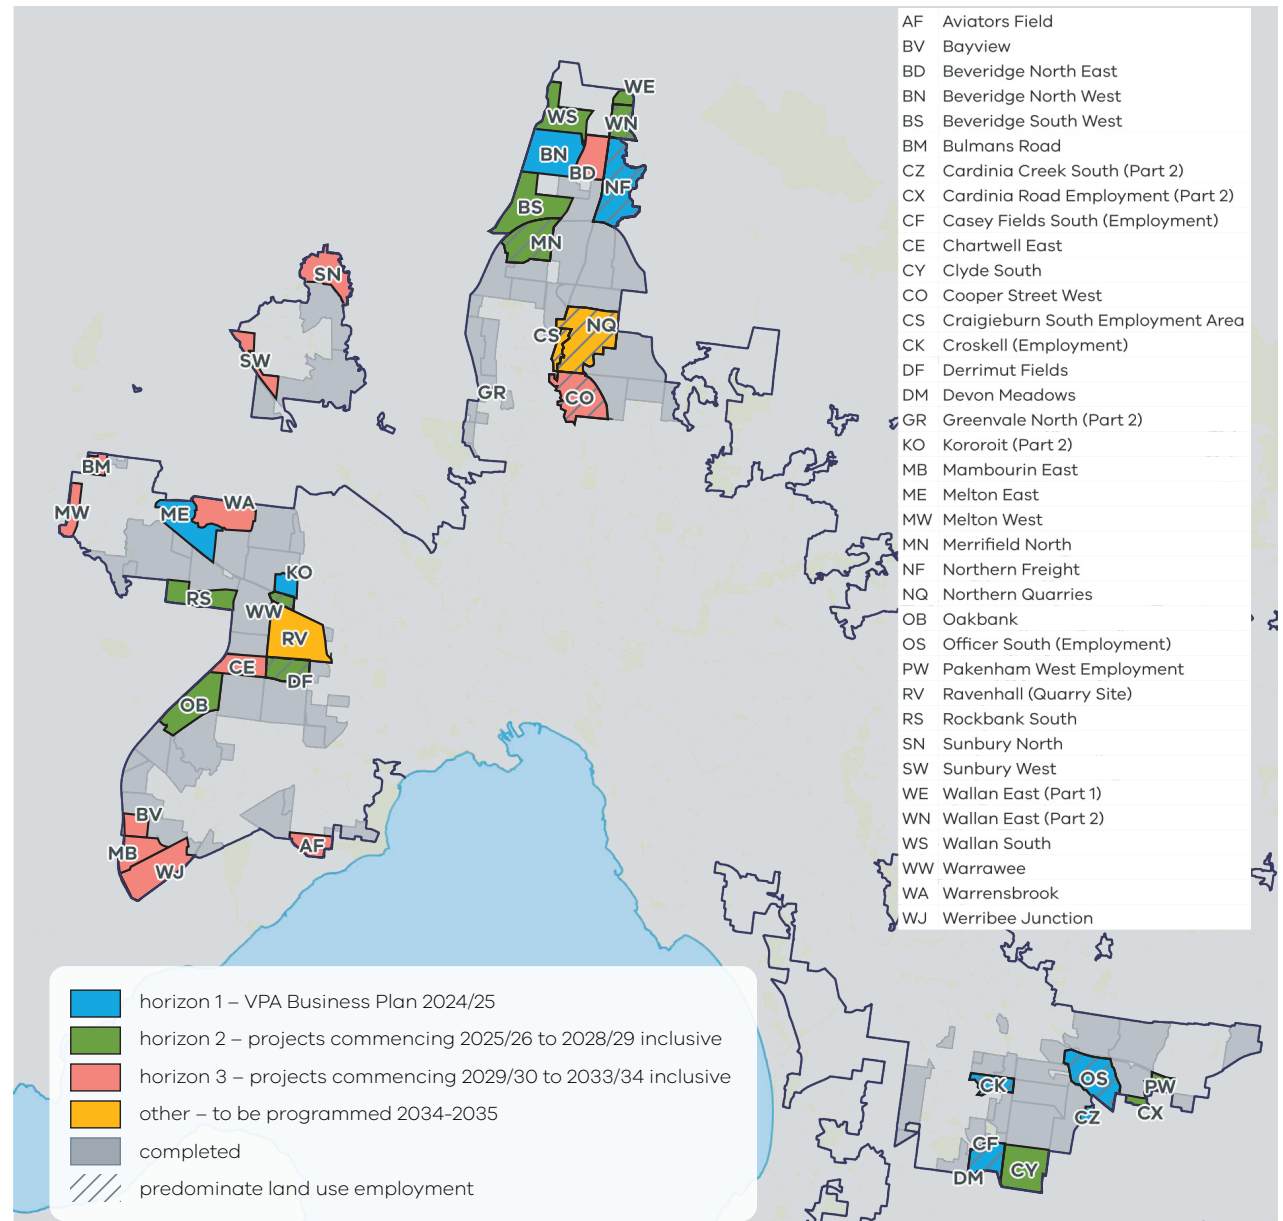 AF Aviators Field
BV Bayview
BD Beveridge North East
BN Beveridge North West
BS Beveridge South West
BM Bulmans Road
CZ Cardinia Creek South (Part 2)
CX Cardinia Road Employment (Part 2)
CF Casey Fields South (Employment)
CE Chartwell East
CY Clyde South
CO Cooper Street West
CS Craigieburn South Employment Area
CK Croskell (Employment)
DF Derrimut Fields
DM Devon Meadows
GR Greenvale North (Part 2)
KO Kororoit (Part 2)
MB Mambourin East
ME Melton East
MW Melton West
MN Merrifield North
NF Northern Freight
NQ Northern Quarries
OB Oakbank
OS Officer South (Employment)
PW Pakenham West Employment
RV Ravenhall (Quarry Site)
RS Rockbank South
SN Sunbury North
SW Sunbury West
WE Wallan East (Part 1)
WN Wallan East (Part 2)
WS Wallan South
WW Warrawee
WA Warrensbrook
WJ Werribee Junction
WE
WS
WN
BN
BD
NF
BS
MN
SN
CS
NQ
SW
GR
CO
BM
MW
ME
WA
KO
RS
WW
RV
CE
DF
OB
BV
AF
MB
WJ
CK
OS
PW
CZ
CX
CF
DM
CY
horizon 1 – VPA Business Plan 2024/25
horizon 2 – projects commencing 2025/26 to 2028/29 inclusive
horizon 3 – projects commencing 2029/30 to 2033/34 inclusive
other – to be programmed 2034-2035
completed
predominate land use employment